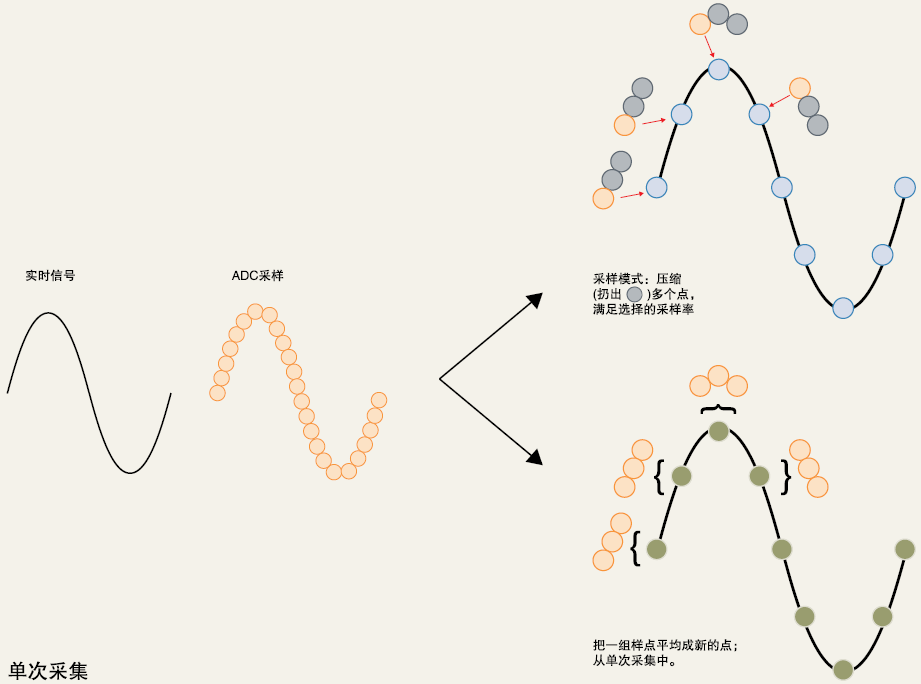 实时信号
ADC采样
采样模式：压缩
(扔出 )多个点，
满足选择的采样率
把一组样点平均成新的点；
从单次采集中。
单次采集